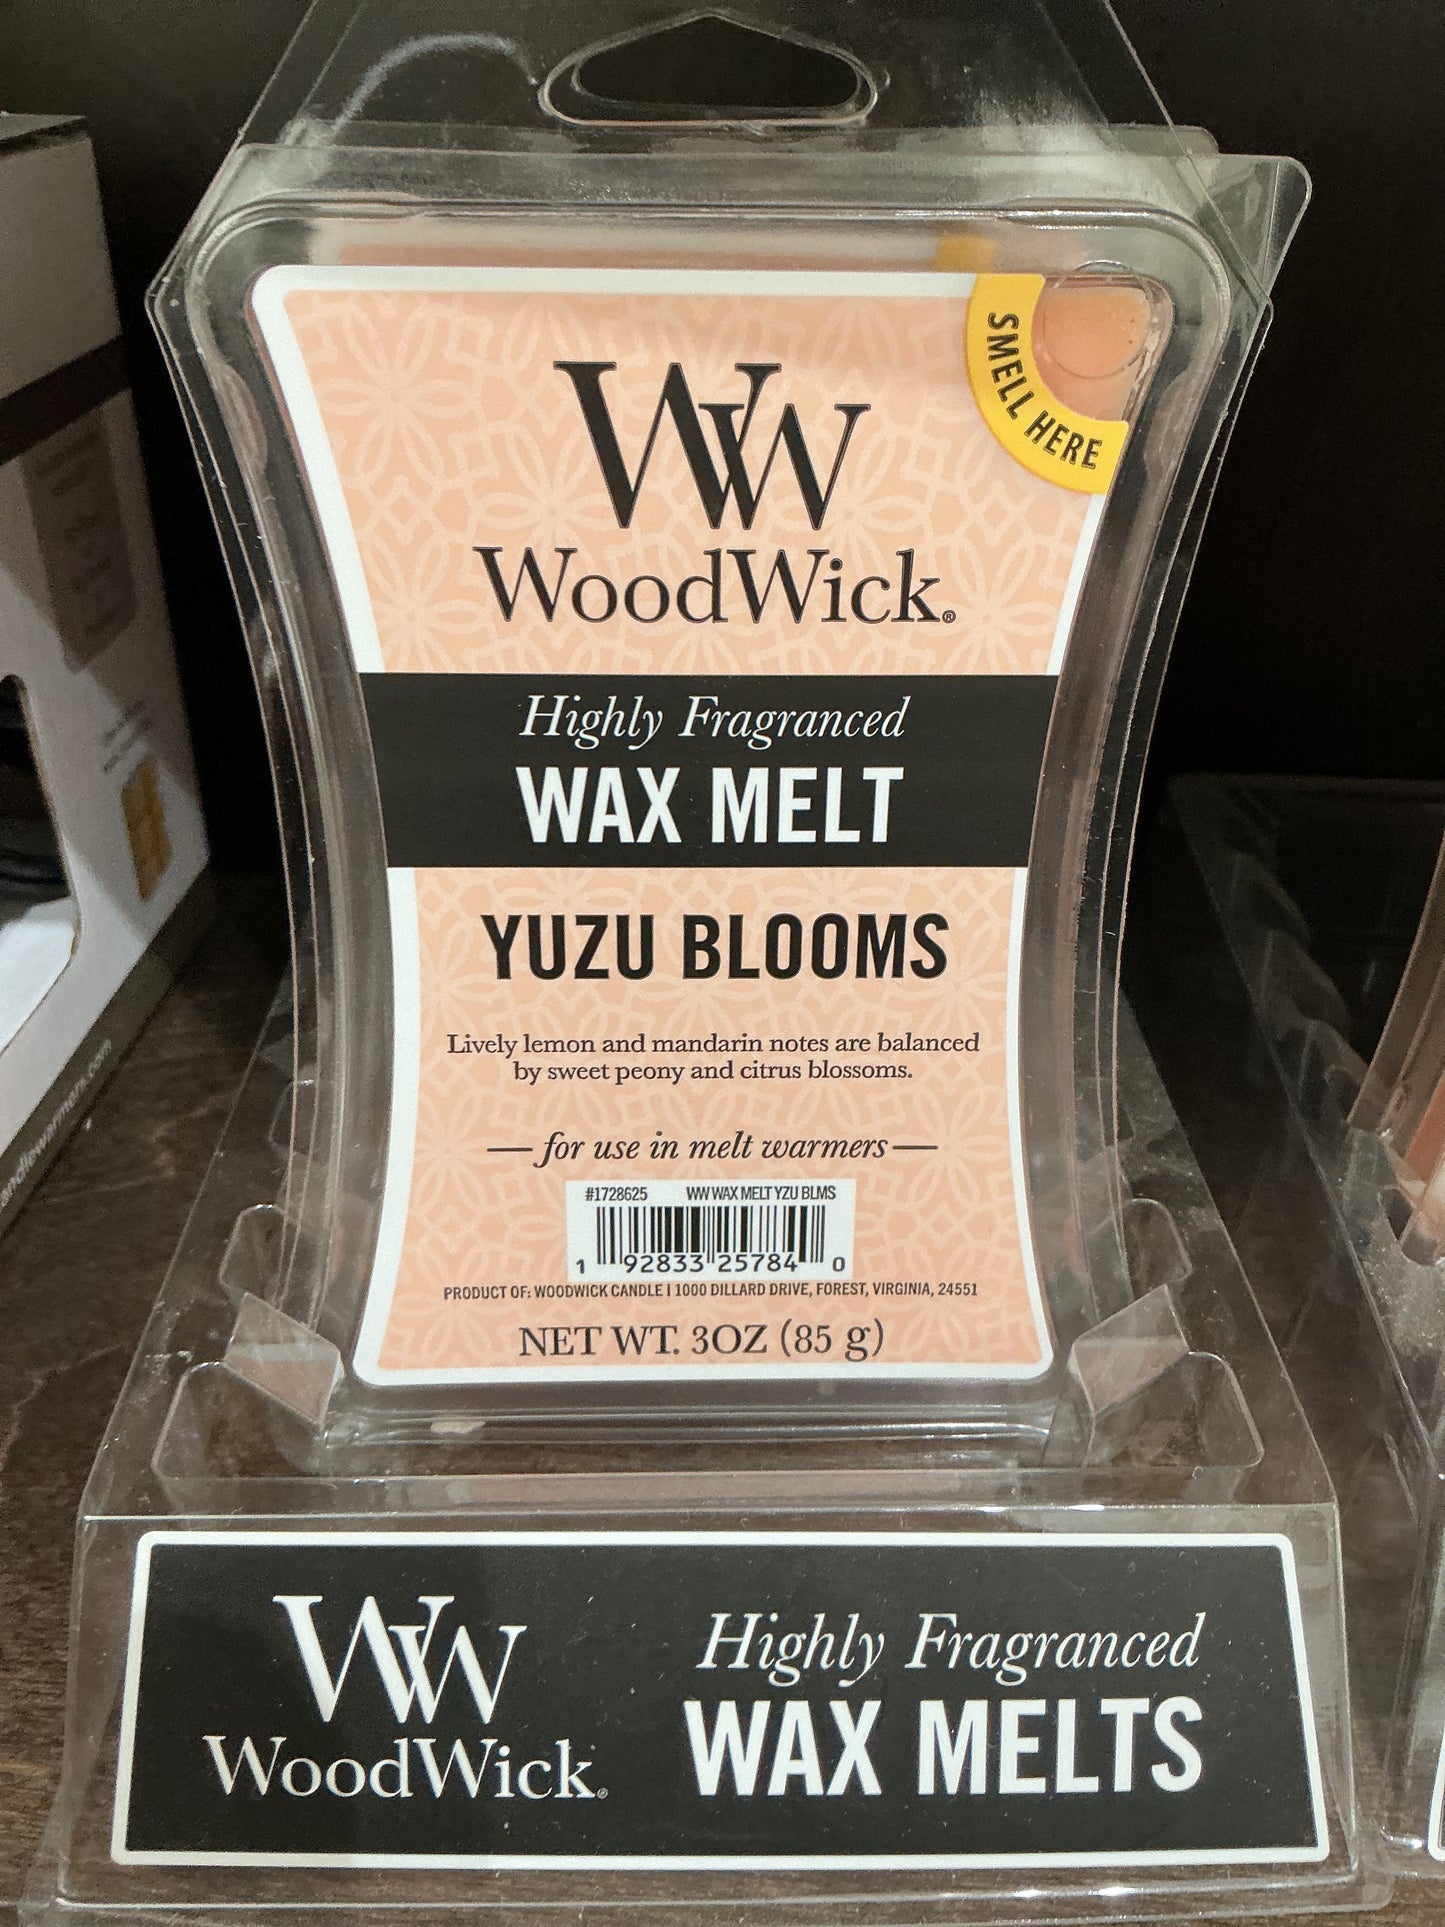 SMELL HERE
WW
WoodWick®
Highly Fragranced
WAX MELT
YUZU BLOOMS
Lively lemon and mandarin notes are balanced
by sweet peony and citrus blossoms.
— for use in melt warmers —
#1728625 WW WAX MELT YZU BLMS
1 92833 25784 0
PRODUCT OF: WOODWICK CANDLE | 1000 DILLARD DRIVE, FOREST, VIRGINIA, 24551
NET WT. 3OZ (85 g)
WW
WoodWick®
Highly Fragranced
WAX MELTS